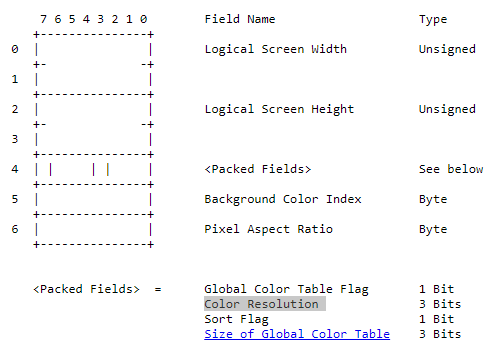 7 6 5 4 3 2 1 0        Field Name                    Type
     +---------------+
  0  |               |       Logical Screen Width          Unsigned
     +-             -+
  1  |               |
     +---------------+
  2  |               |       Logical Screen Height         Unsigned
     +-             -+
  3  |               |
     +---------------+
  4  | |     | |     |       <Packed Fields>               See below
     +---------------+
  5  |               |       Background Color Index        Byte
     +---------------+
  6  |               |       Pixel Aspect Ratio            Byte
     +---------------+
     <Packed Fields>  =      Global Color Table Flag       1 Bit
                             Color Resolution              3 Bits
                             Sort Flag                     1 Bit
                             Size of Global Color Table    3 Bits